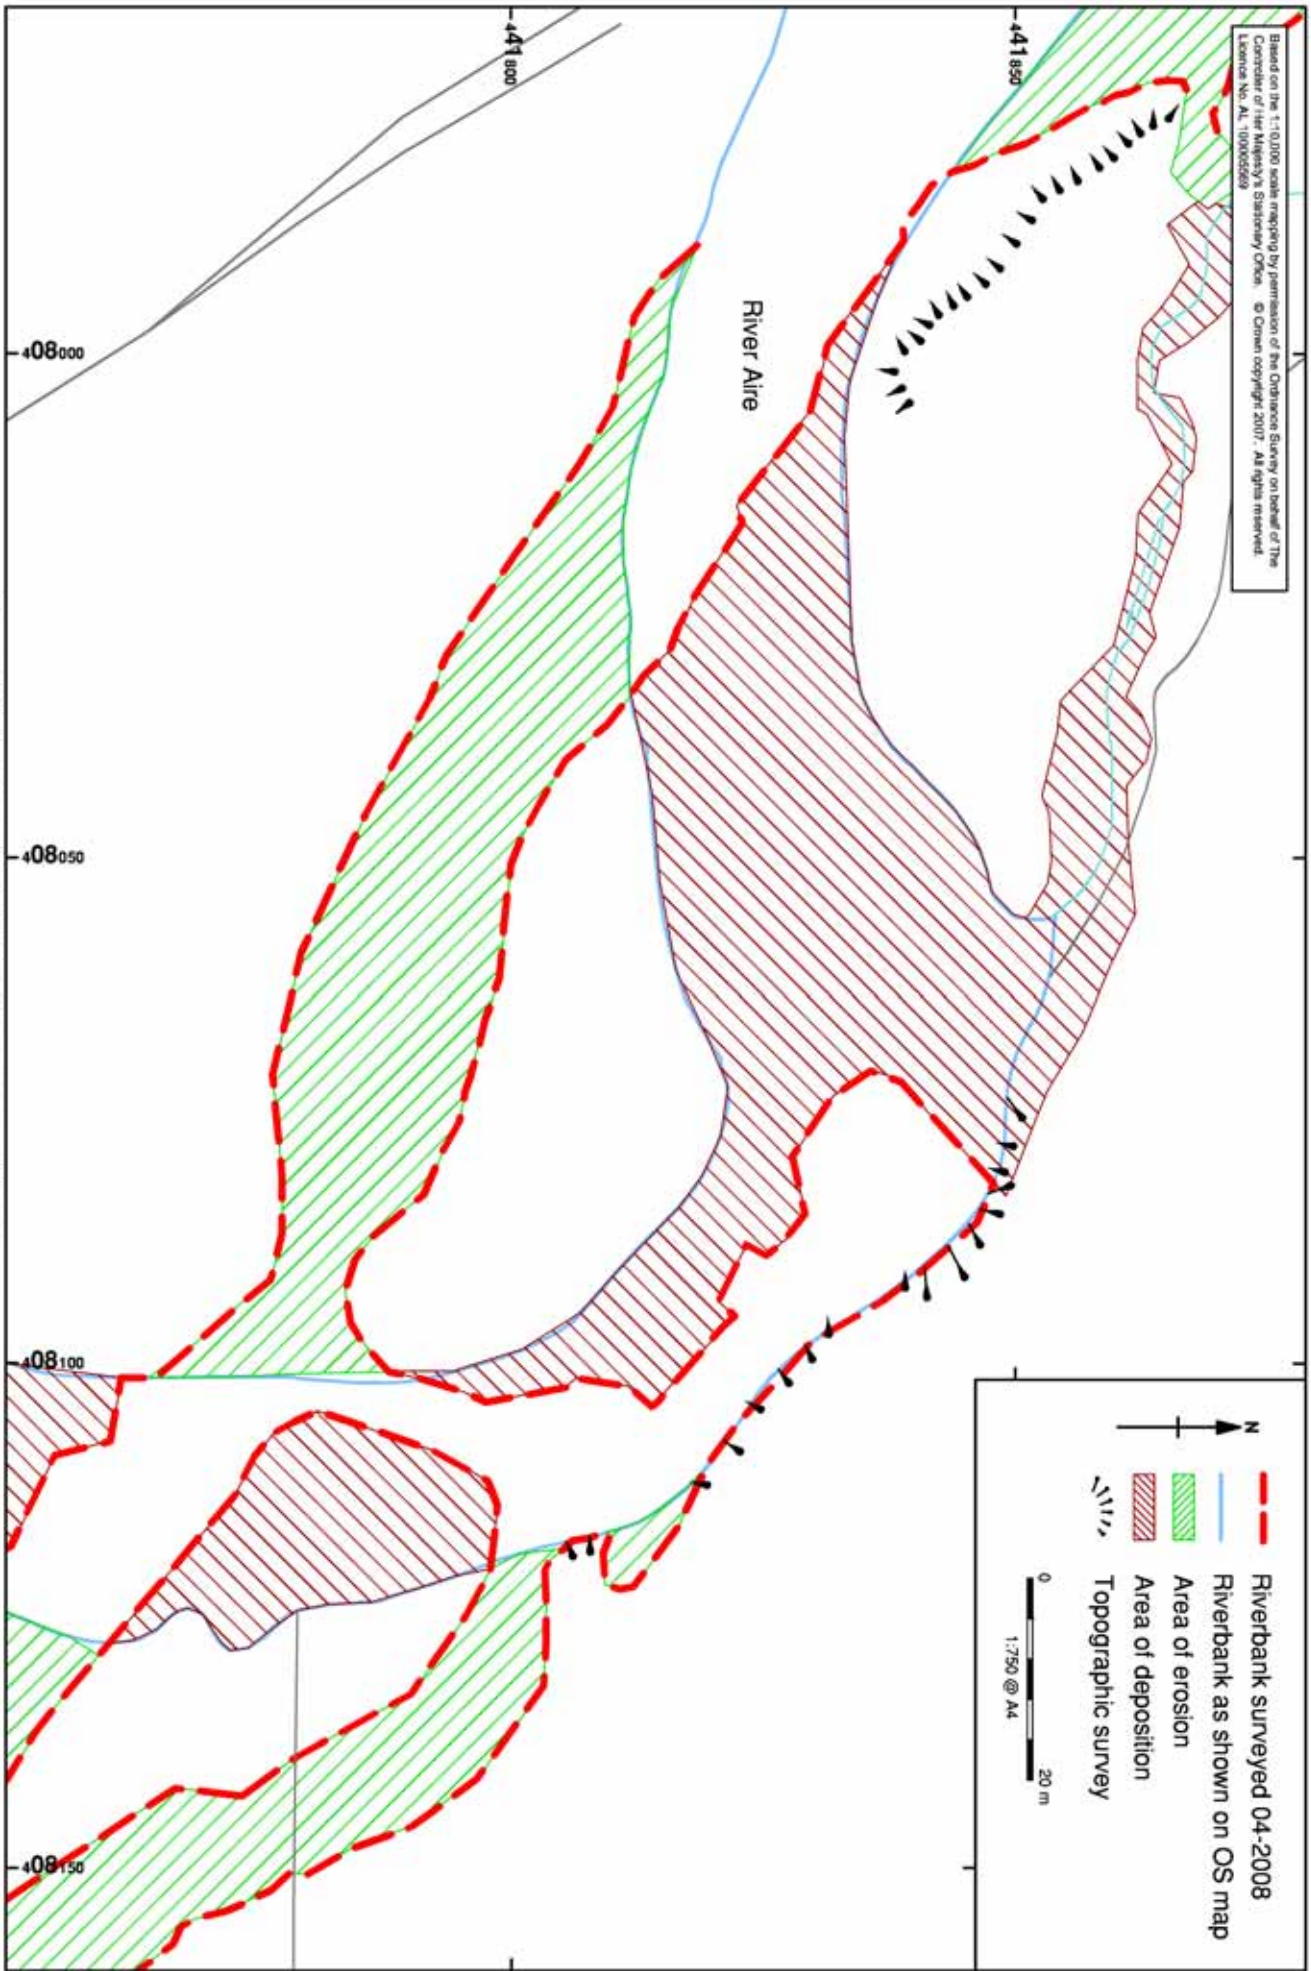 Based on the 1:10,000 scale mapping by permission of the Ordnance Survey on behalf of The
Controller of Her Majesty's Stationary Office. © Crown copyright 2007. All rights reserved.
Licence No. AL 100005569
441850
441800
408000
408050
408100
408150
River Aire
N
Riverbank surveyed 04-2008
Riverbank as shown on OS map
Area of erosion
Area of deposition
Topographic survey
0
20 m
1:750 @ A4